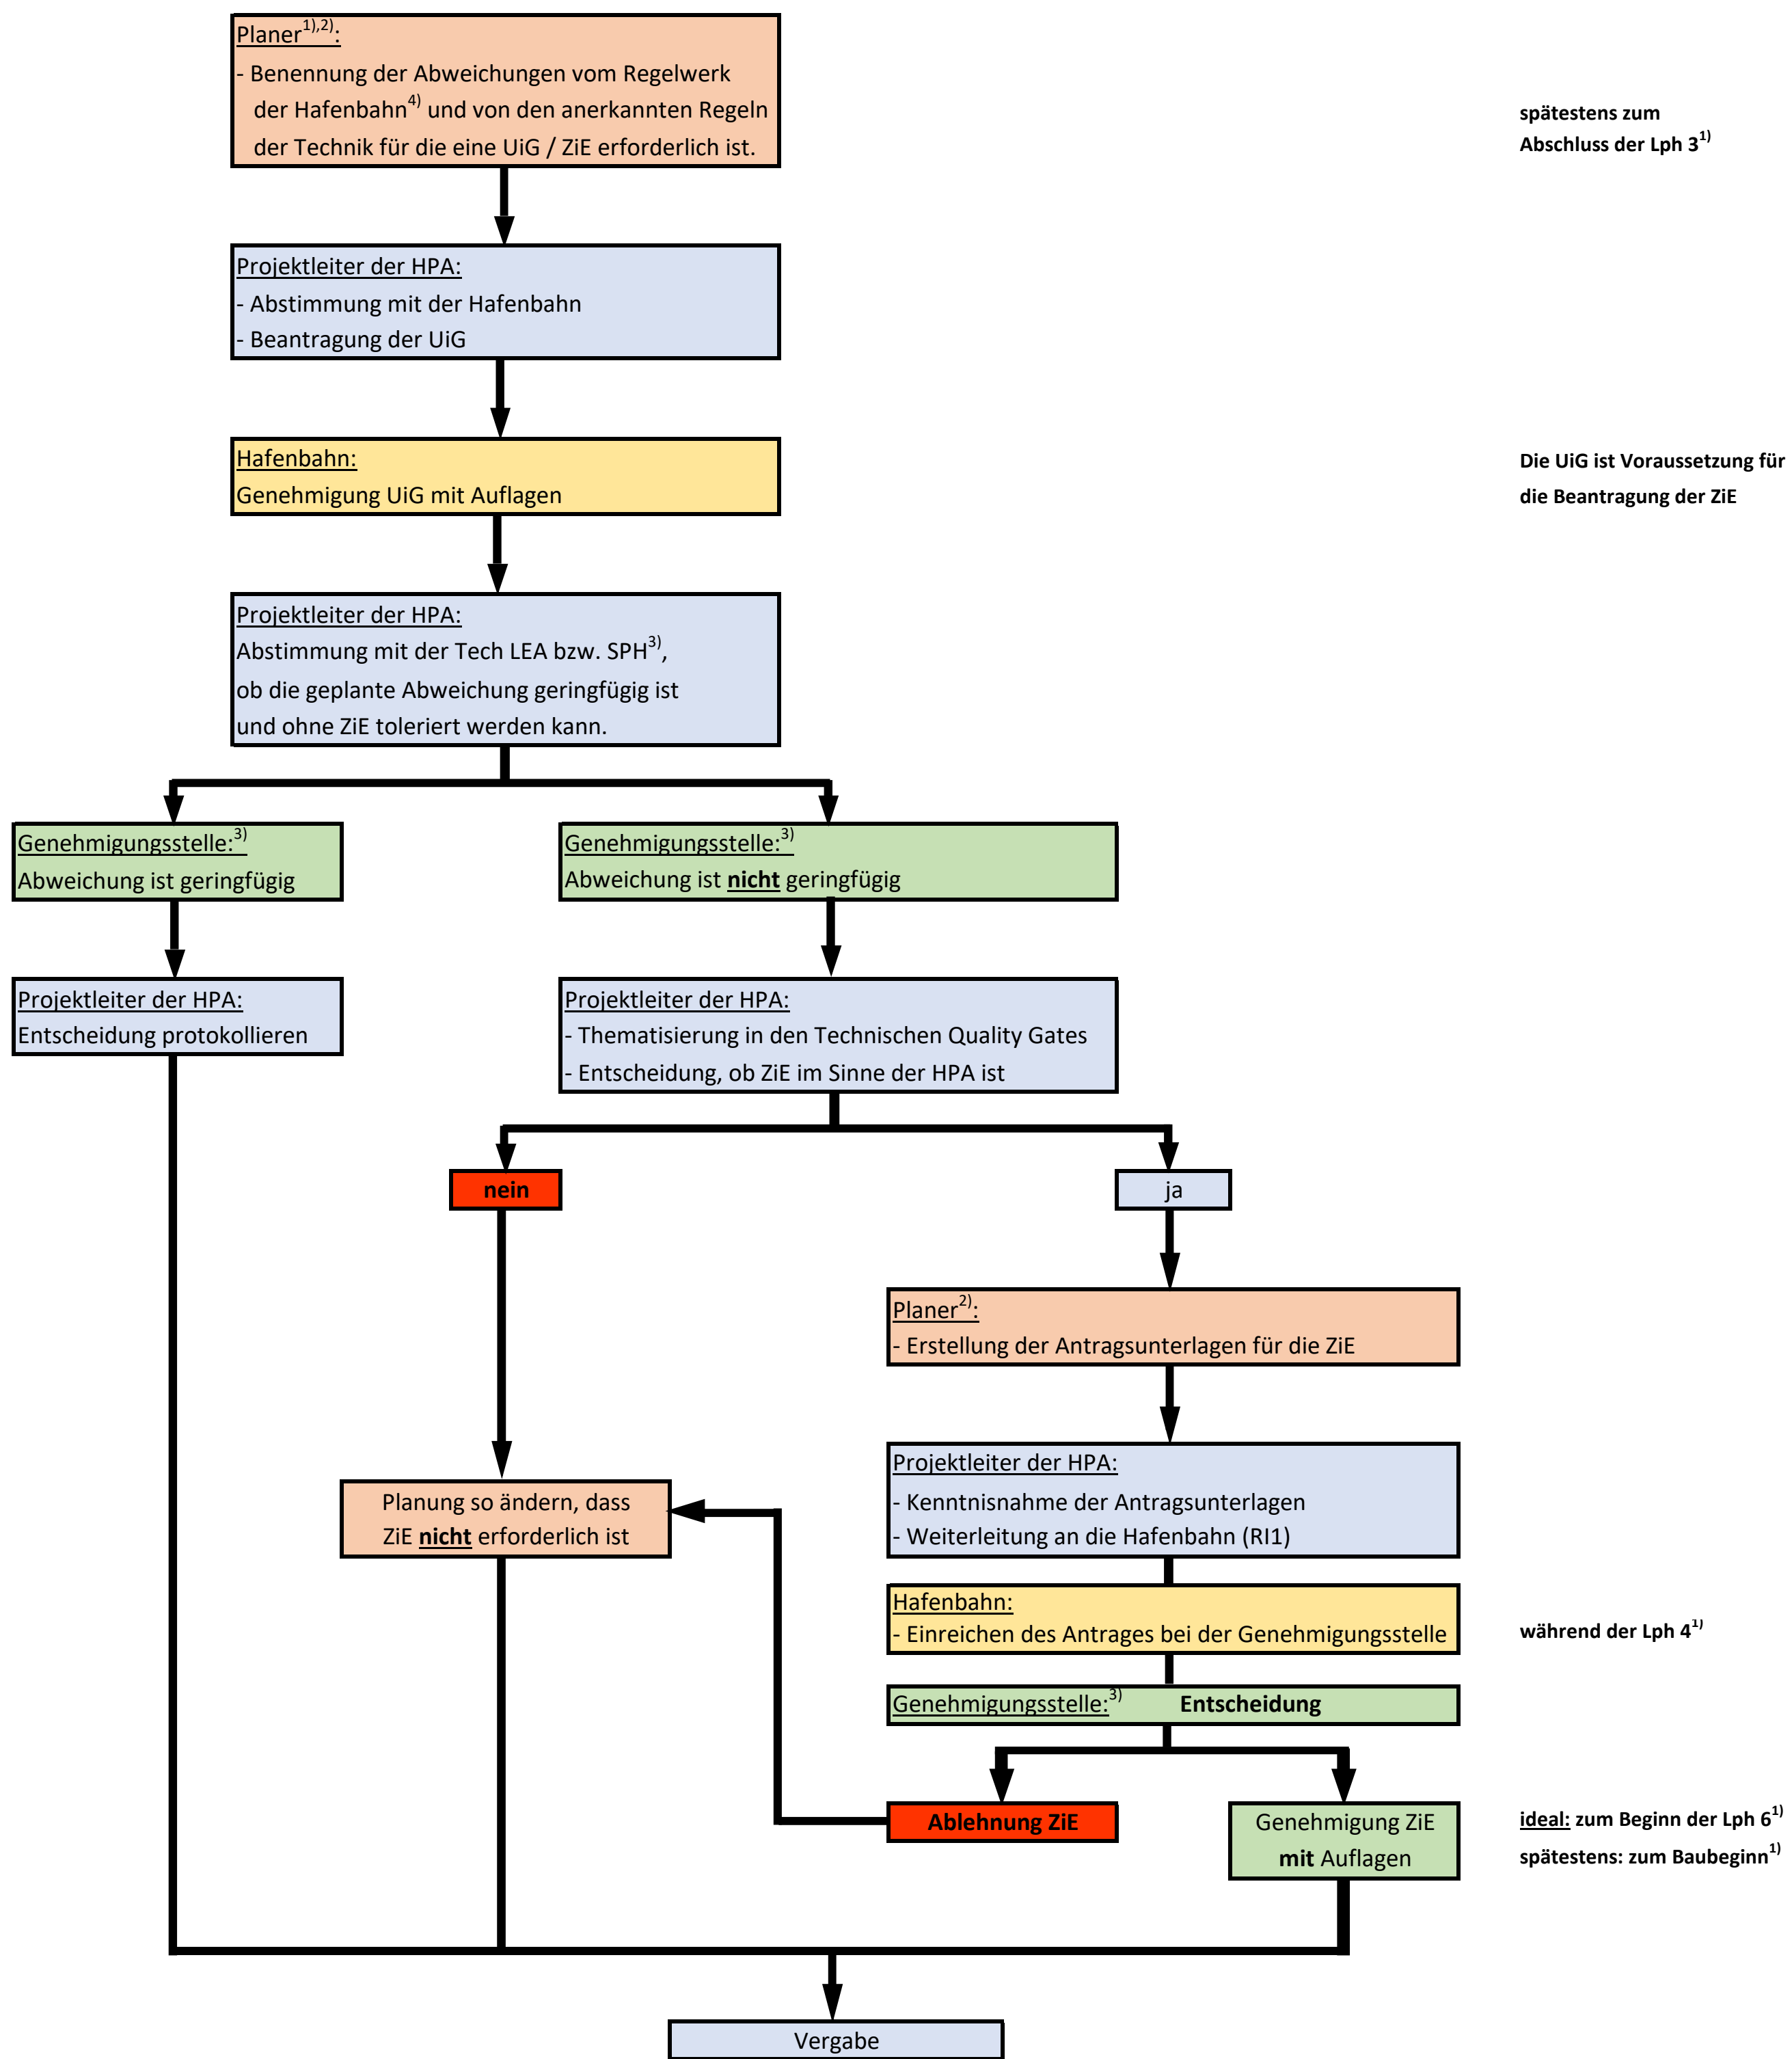 Planer1),2):
- Benennung der Abweichungen vom Regelwerk
der Hafenbahn4) und von den anerkannten Regeln
der Technik für die eine UiG / ZiE erforderlich ist.
spätestens zum
Abschluss der Lph 31)
Projektleiter der HPA:
- Abstimmung mit der Hafenbahn
- Beantragung der UiG
Hafenbahn:
Genehmigung UiG mit Auflagen
Die UiG ist Voraussetzung für
die Beantragung der ZiE
Projektleiter der HPA:
Abstimmung mit der Tech LEA bzw. SPH3),
ob die geplante Abweichung geringfügig ist
und ohne ZiE toleriert werden kann.
Genehmigungsstelle:3)
Abweichung ist geringfügig
Genehmigungsstelle:3)
Abweichung ist nicht geringfügig
Projektleiter der HPA:
Entscheidung protokollieren
Projektleiter der HPA:
- Thematisierung in den Technischen Quality Gates
- Entscheidung, ob ZiE im Sinne der HPA ist
nein
ja
Planer2):
- Erstellung der Antragsunterlagen für die ZiE
Projektleiter der HPA:
- Kenntnisnahme der Antragsunterlagen
- Weiterleitung an die Hafenbahn (RI1)
Planung so ändern, dass
ZiE nicht erforderlich ist
Hafenbahn:
- Einreichen des Antrages bei der Genehmigungsstelle
während der Lph 41)
Genehmigungsstelle:3) Entscheidung
Ablehnung ZiE
Genehmigung ZiE
mit Auflagen
ideal: zum Beginn der Lph 61)
spätestens: zum Baubeginn1)
Vergabe